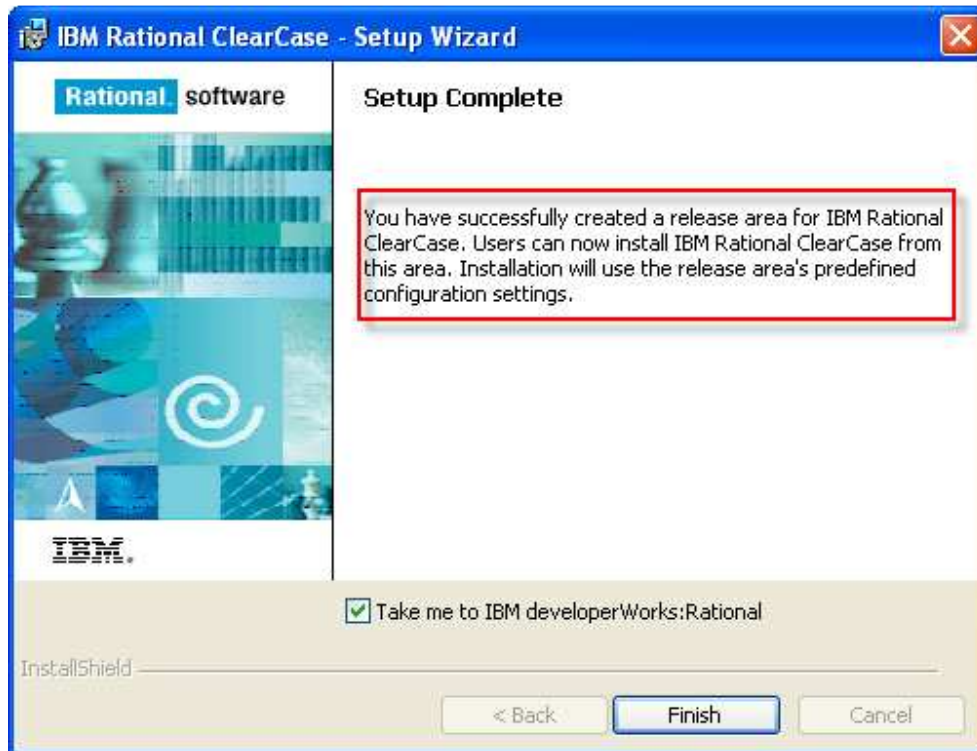 IBM Rational ClearCase - Setup Wizard
Rational. software
Setup Complete
You have successfully created a release area for IBM Rational
ClearCase. Users can now install IBM Rational ClearCase from
this area. Installation will use the release area's predefined
configuration settings.
IBM.
Take me to IBM developerWorks:Rational
InstallShield
< Back
Finish
Cancel